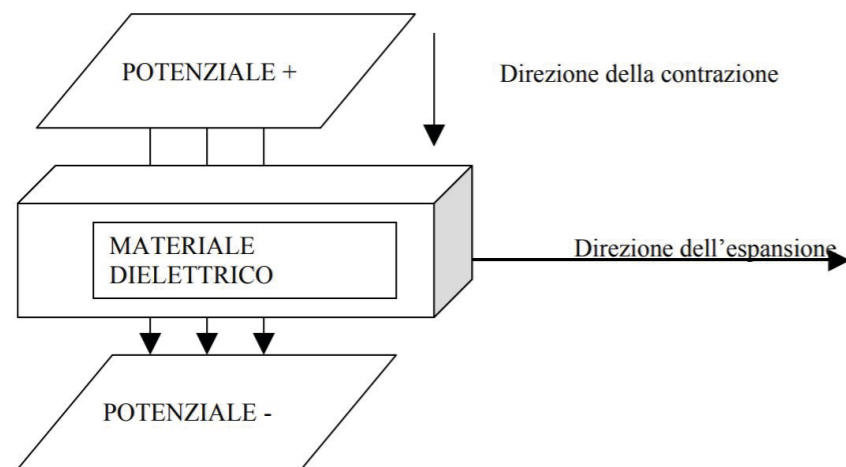 POTENZIALE +
Direzione della contrazione
MATERIALE
DIELETTRICO
Direzione dell’espansione
POTENZIALE -